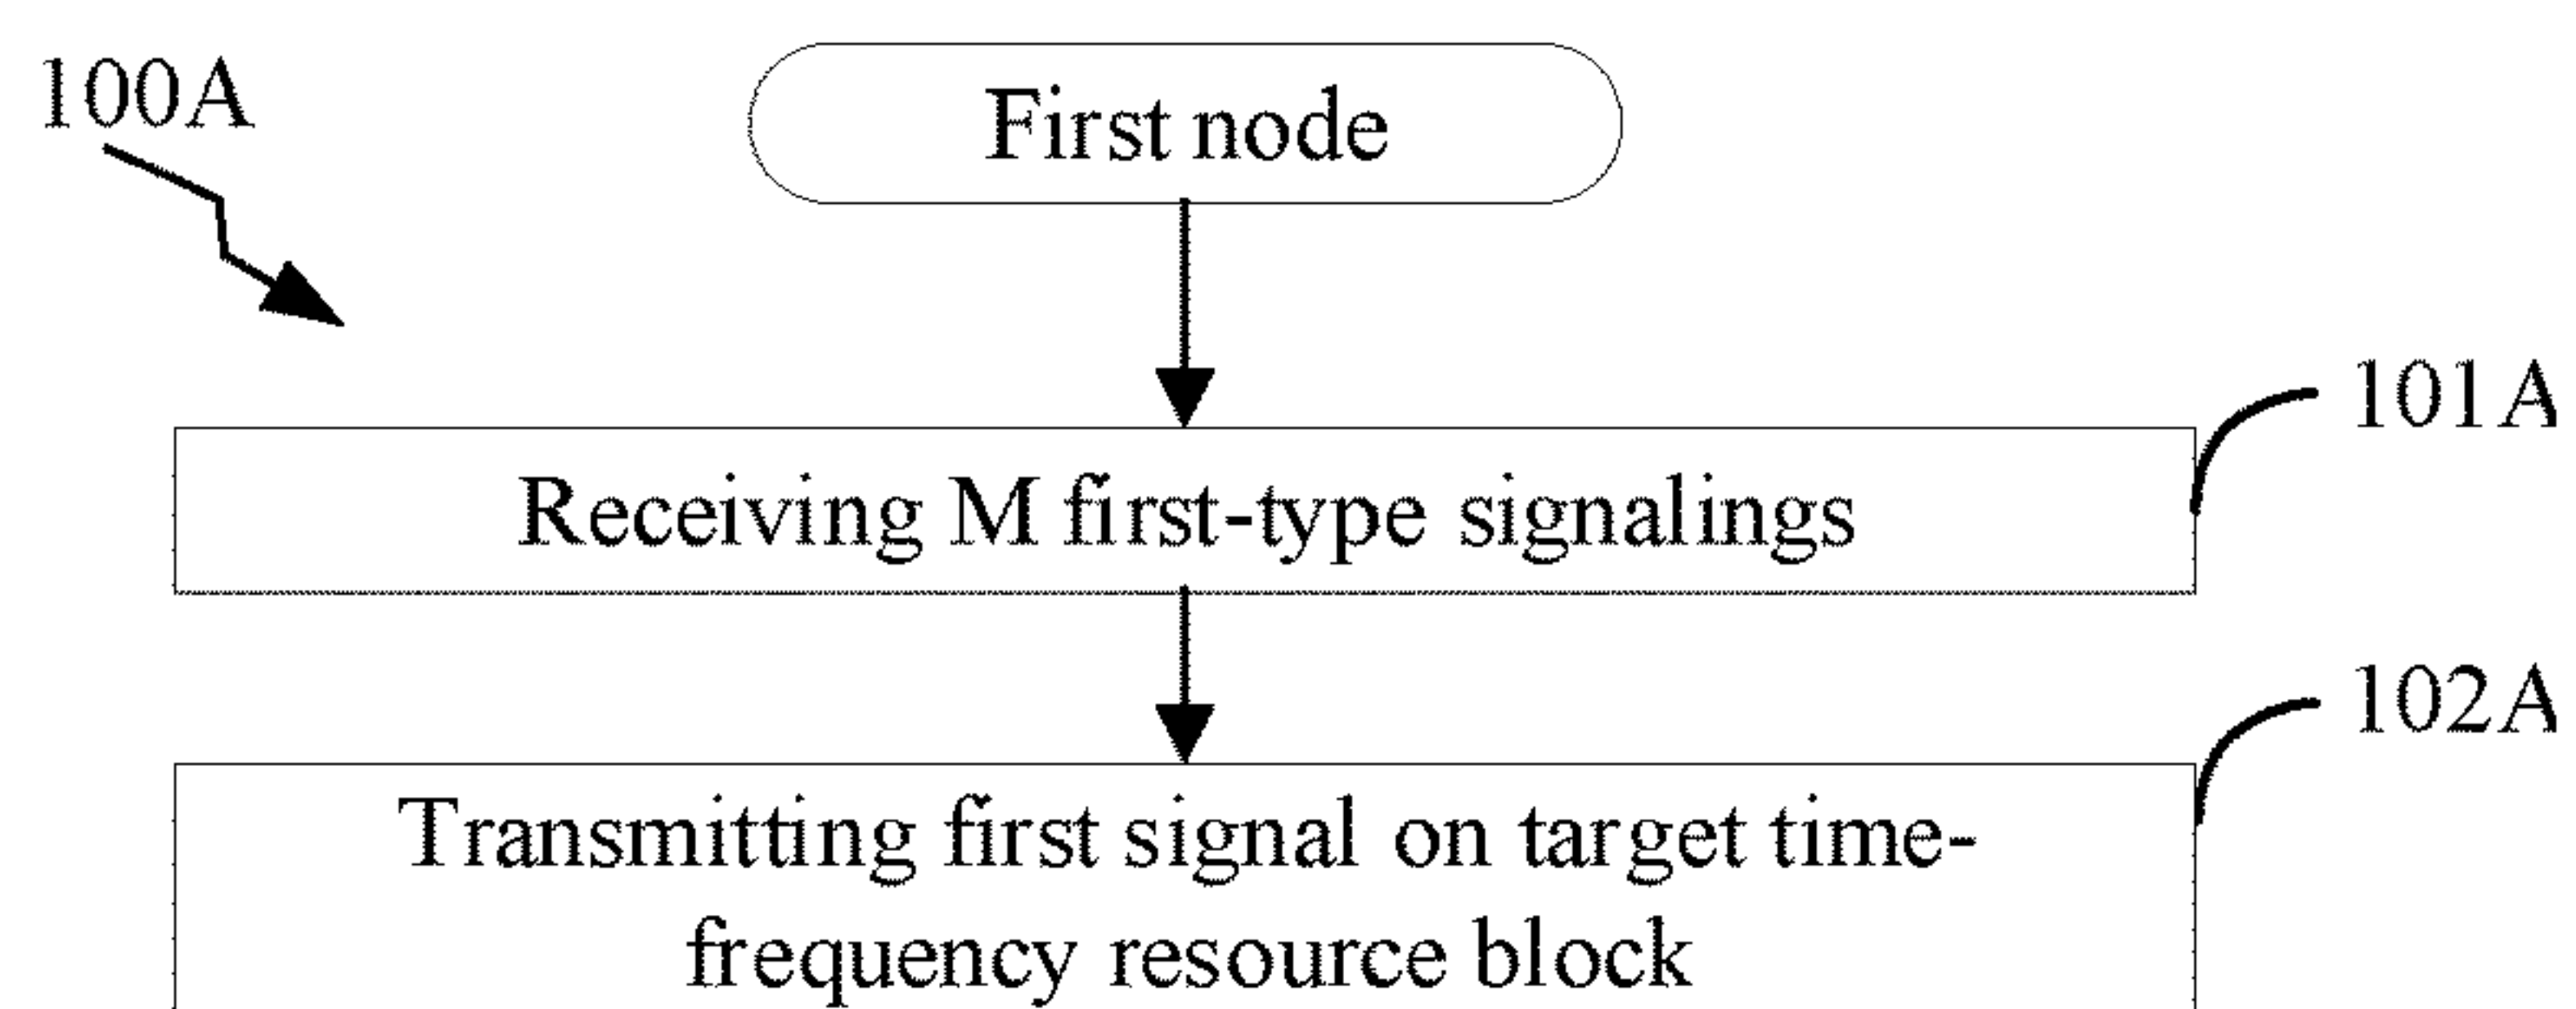 100A
First node
101A
Receiving M first-type signalings
102A
Transmitting first signal on target time-
frequency resource block